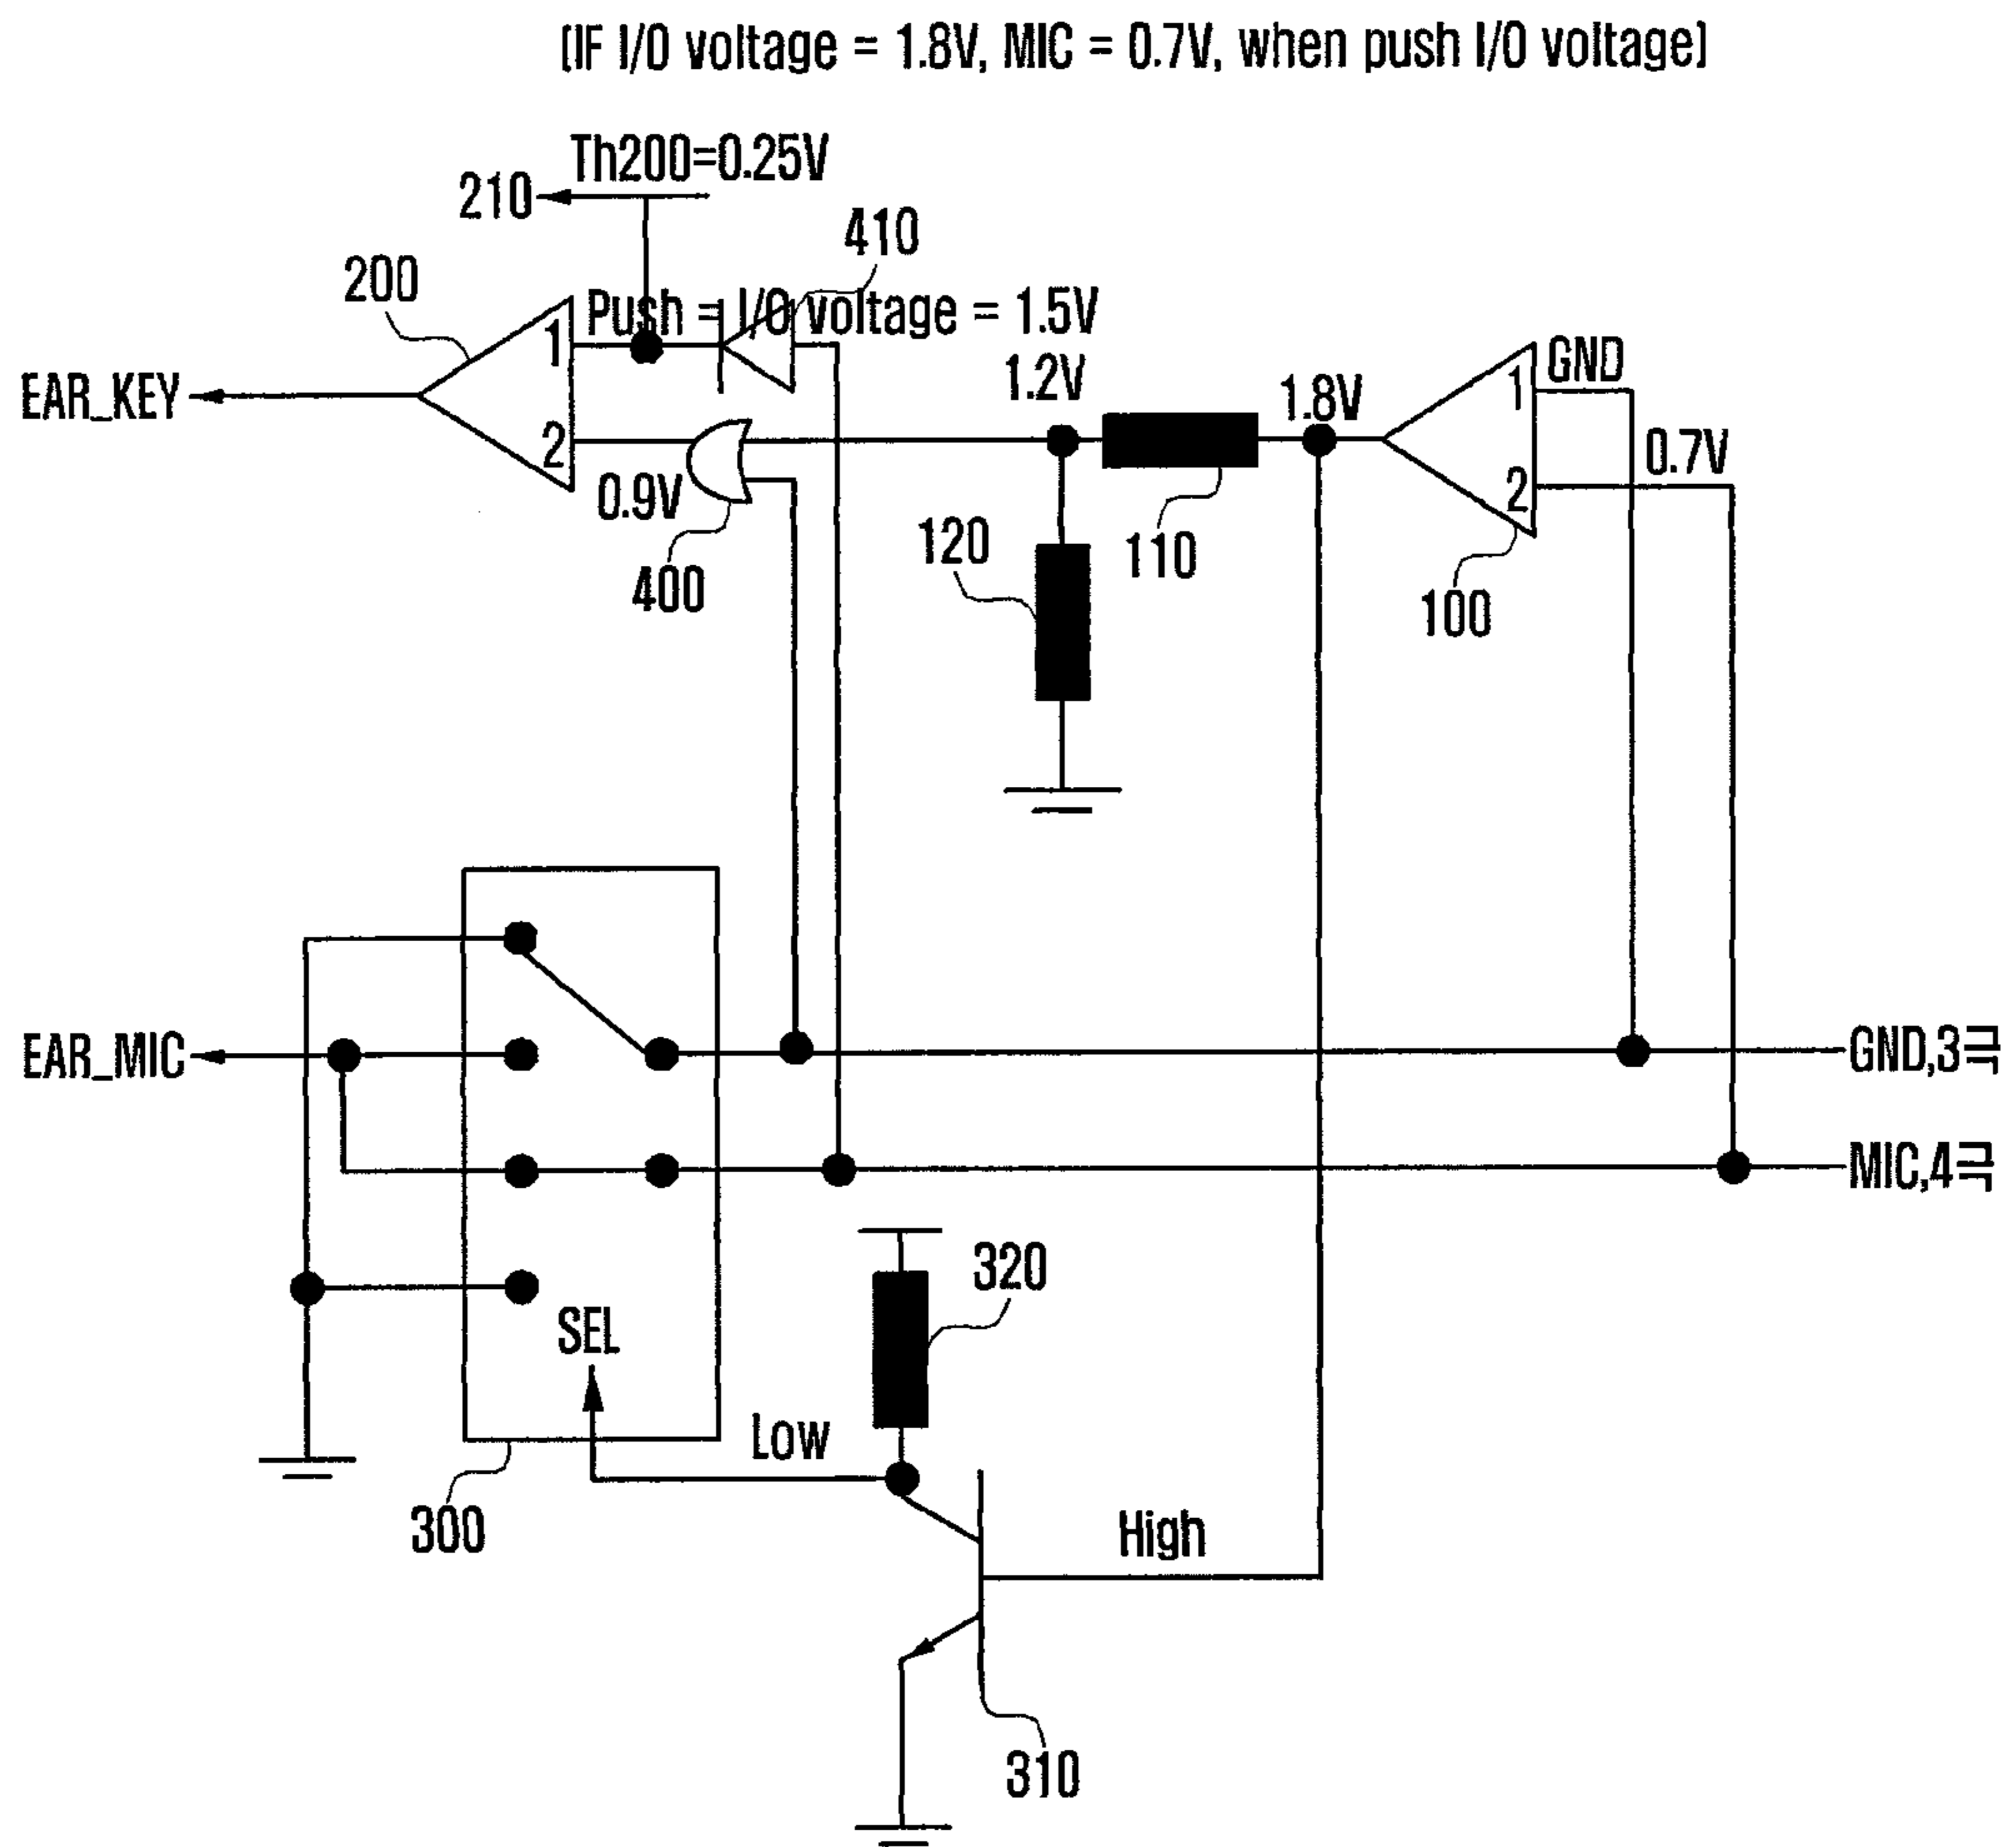 [IF I/O voltage = 1.8V, MIC = 0.7V, when push I/O voltage]
Th200=0.25V
210
410
200
Push = I/O voltage = 1.5V
1
1.2V
1.8V
1
GND
EAR_KEY
2
0.9V
0.7V
2
120
110
400
100
EAR_MIC
GND,3극
MIC,4극
320
SEL
Low
300
High
310